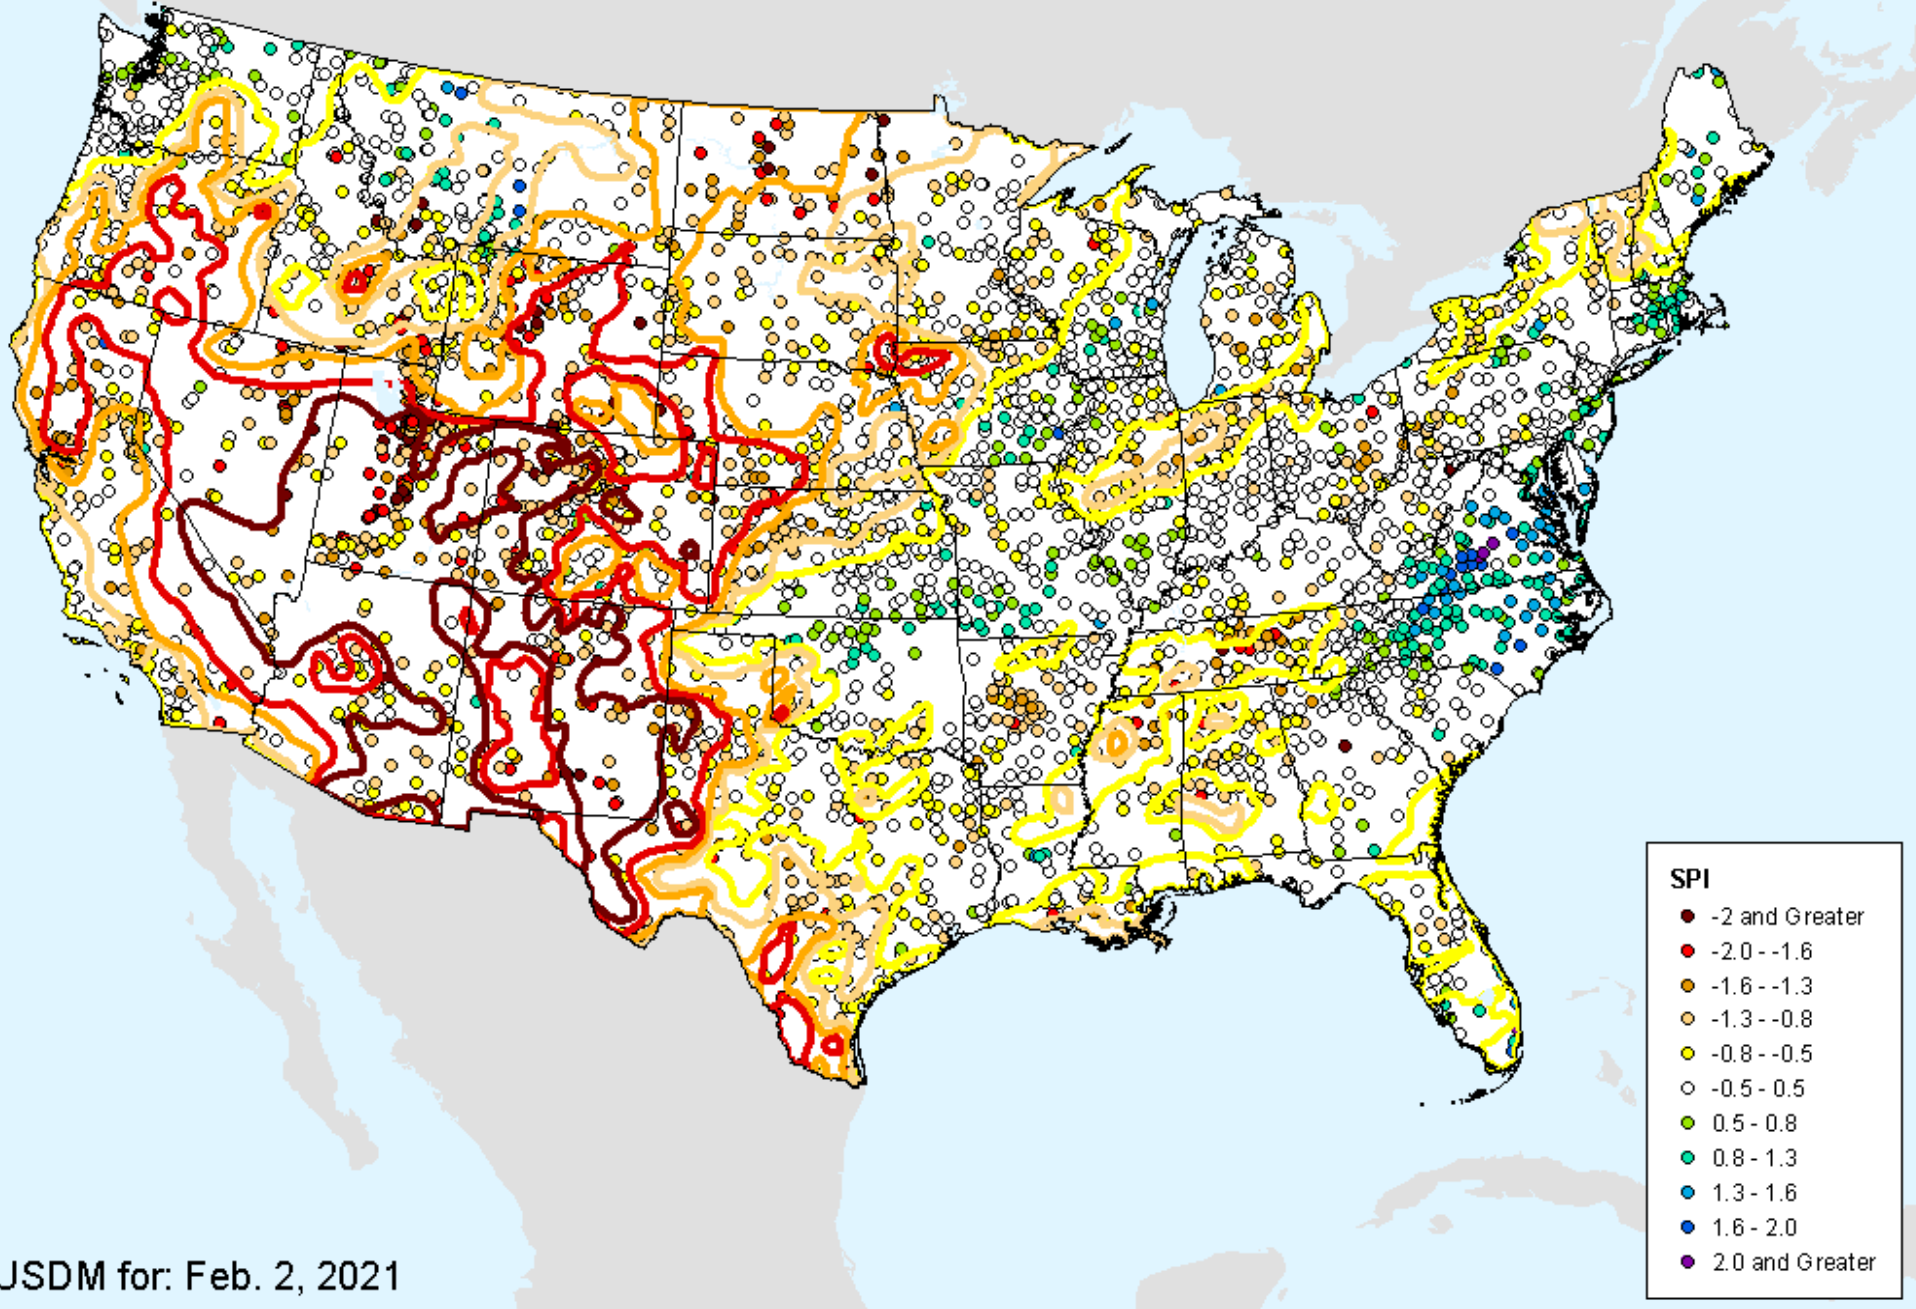 SPI
-2 and Greater
-2.0 - -1.6
-1.6 - -1.3
-1.3 - -0.8
-0.8 - -0.5
-0.5 - 0.5
0.5 - 0.8
0.8 - 1.3
1.3 - 1.6
1.6 - 2.0
2.0 and Greater
USDM for: Feb. 2, 2021